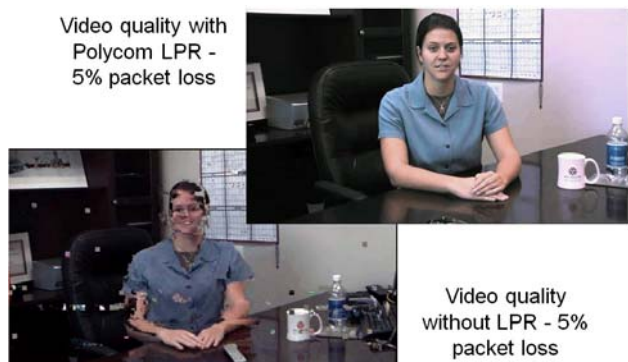 Video quality with
Polycom LPR -
5% packet loss
Video quality
without LPR - 5%
packet loss